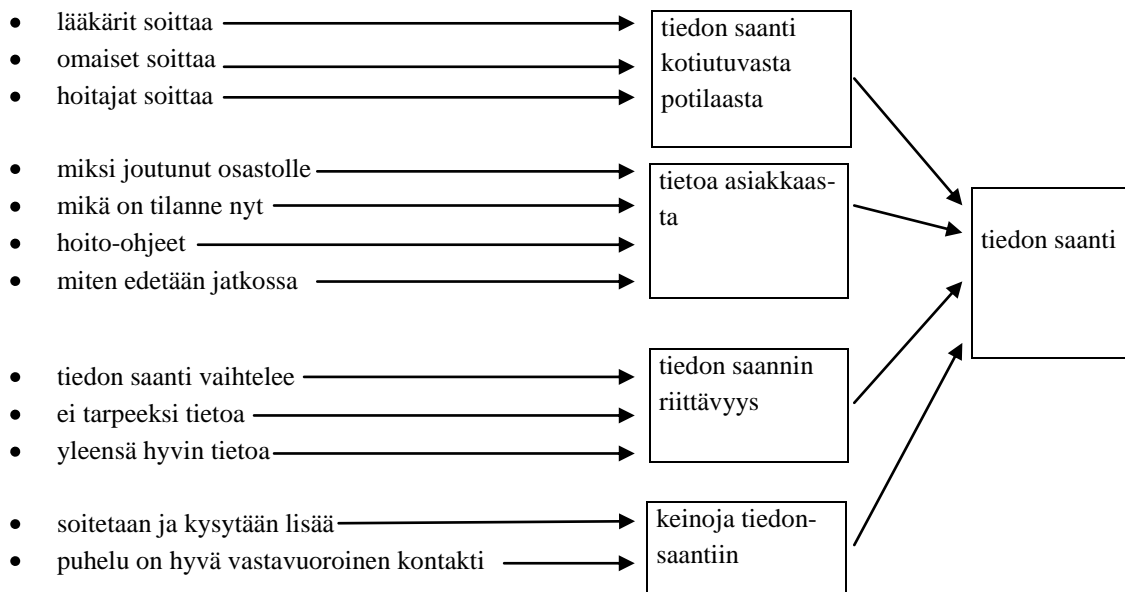 • lääkärit soittaa
• omaiset soittaa
• hoitajat soittaa
tiedon saanti
kotiutuvasta
potilaasta
• miksi joutunut osastolle
• mikä on tilanne nyt
• hoito-ohjeet
• miten edetään jatkossa
tietoa asiakkaas-
ta
• tiedon saanti vaihtelee
• ei tarpeeksi tietoa
• yleensä hyvin tietoa
tiedon saannin
riittävyys
• soitetaan ja kysytään lisää
• puhelu on hyvä vastavuoroinen kontakti
keinoja tiedon-
saantiin
tiedon saanti